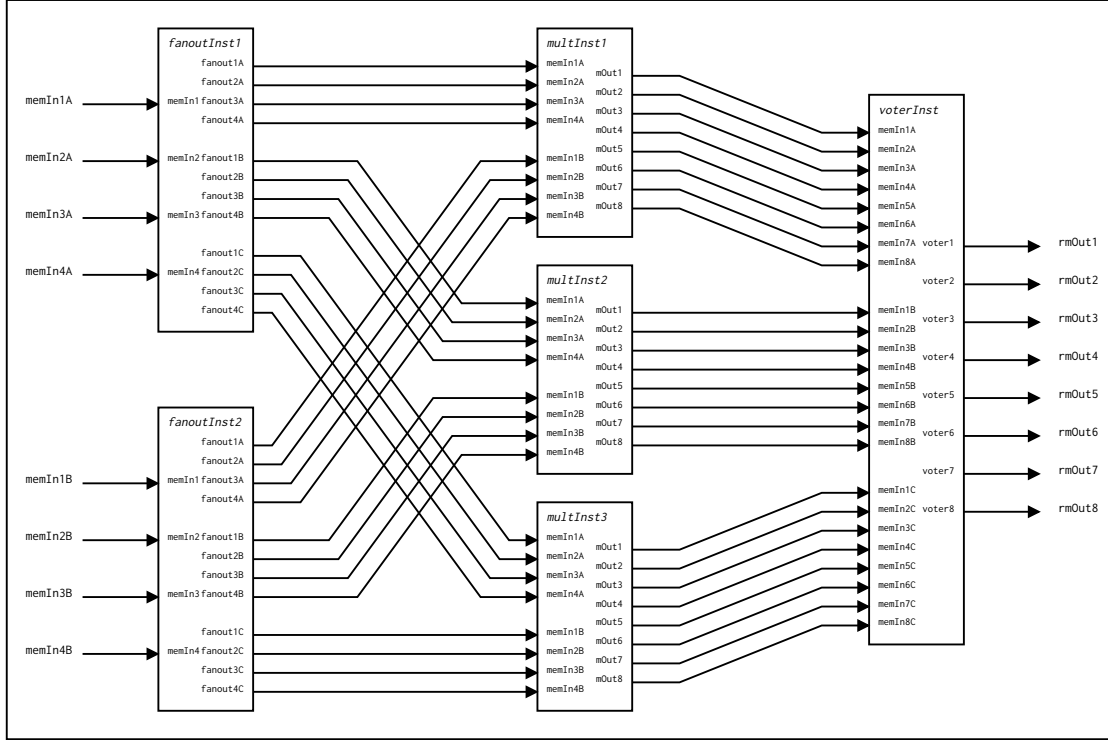 fanoutInst1
fanout1A
fanout2A
memIn1A
memIn1 fanout3A
fanout4A
memIn2A
memIn2 fanout1B
fanout2B
fanout3B
memIn3A
memIn3 fanout4B
fanout1C
memIn4A
memIn4 fanout2C
fanout3C
fanout4C
fanoutInst2
fanout1A
fanout2A
memIn1B
memIn1 fanout3A
fanout4A
memIn2B
memIn2 fanout1B
fanout2B
fanout3B
memIn3B
memIn3 fanout4B
fanout1C
memIn4B
memIn4 fanout2C
fanout3C
fanout4C
multInst1
memIn1A
mOut1
memIn2A
mOut2
memIn3A
mOut3
memIn4A
mOut4
mOut5
memIn1B
mOut6
memIn2B
mOut7
memIn3B
mOut8
memIn4B
multInst2
memIn1A
mOut1
memIn2A
mOut2
memIn3A
mOut3
memIn4A
mOut4
mOut5
memIn1B
mOut6
memIn2B
mOut7
memIn3B
mOut8
memIn4B
multInst3
memIn1A
mOut1
memIn2A
mOut2
memIn3A
mOut3
memIn4A
mOut4
mOut5
memIn1B
mOut6
memIn2B
mOut7
memIn3B
mOut8
memIn4B
voterInst
memIn1A
memIn2A
memIn3A
memIn4A
memIn5A
memIn6A
memIn7A voter1
rmOut1
memIn8A
voter2
rmOut2
memIn1B
voter3
rmOut3
memIn2B
memIn3B
voter4
rmOut4
memIn4B
memIn5B
voter5
rmOut5
memIn6B
memIn7B
voter6
rmOut6
memIn8B
voter7
rmOut7
memIn1C
memIn2C voter8
rmOut8
memIn3C
memIn4C
memIn5C
memIn6C
memIn7C
memIn8C